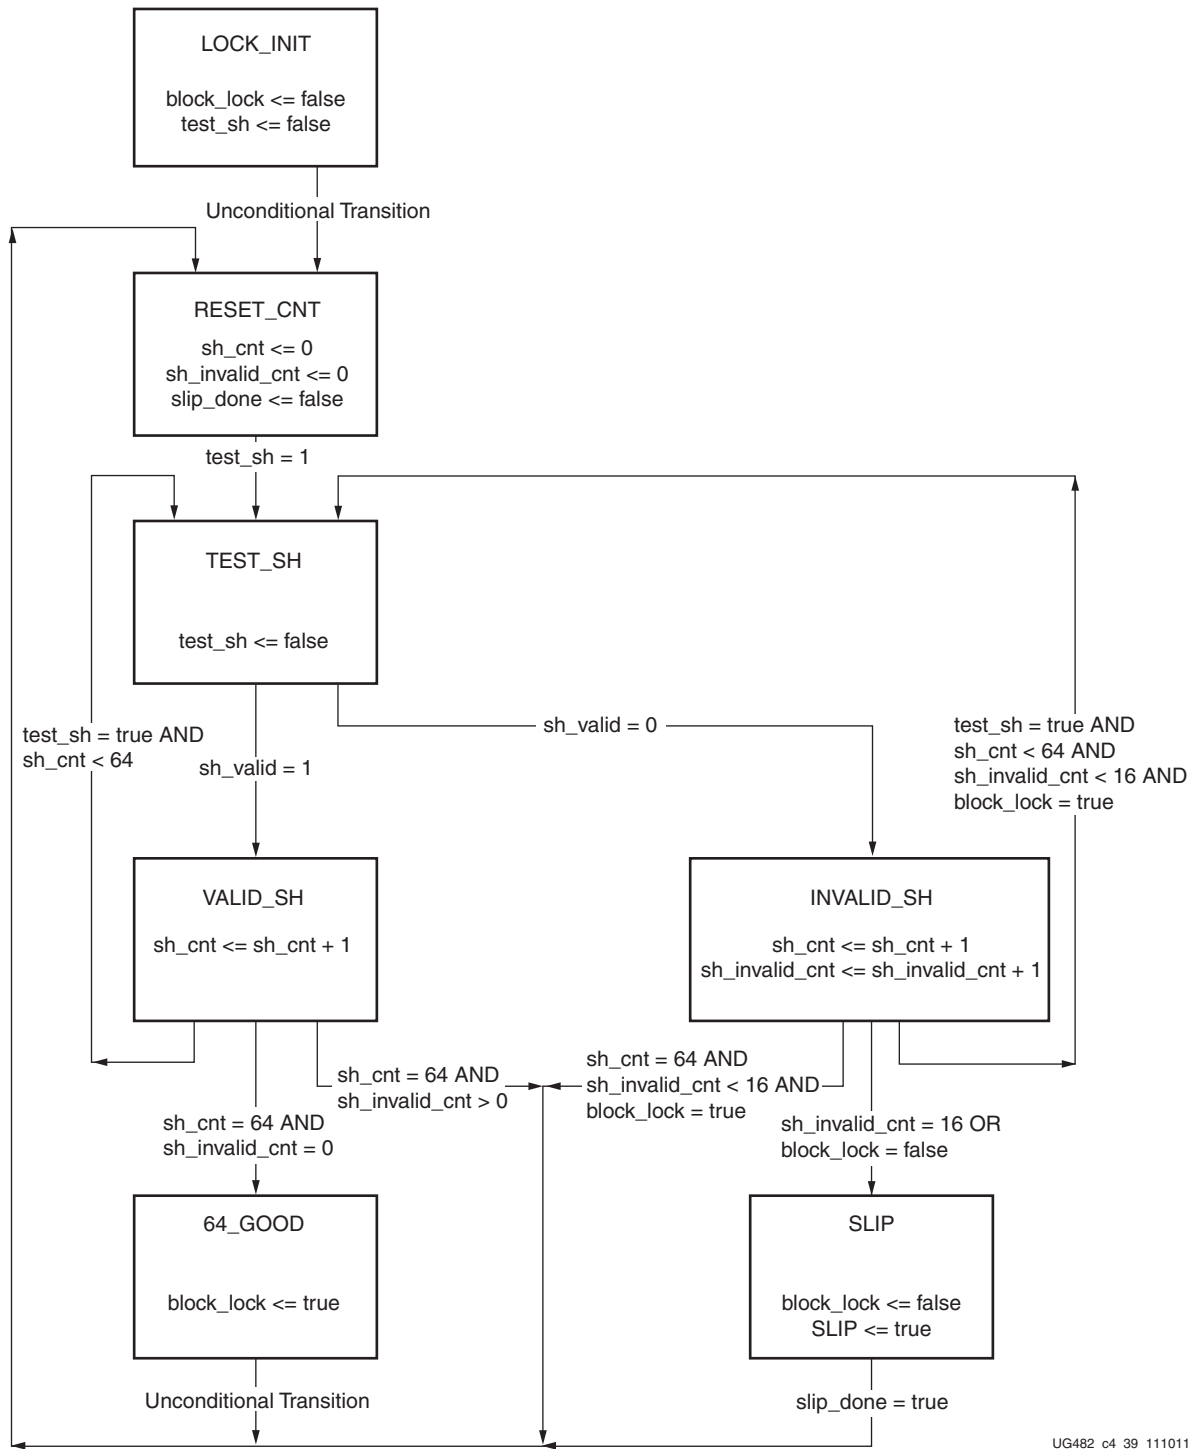 LOCK_INIT
block_lock <= false
test_sh <= false
Unconditional Transition
RESET_CNT
sh_cnt <= 0
sh_invalid_cnt <= 0
slip_done <= false
test_sh = 1
TEST_SH
test_sh <= false
test_sh = true AND
sh_cnt < 64
sh_valid = 1
sh_valid = 0
test_sh = true AND
sh_cnt < 64 AND
sh_invalid_cnt < 16 AND
block_lock = true
VALID_SH
sh_cnt <= sh_cnt + 1
INVALID_SH
sh_cnt <= sh_cnt + 1
sh_invalid_cnt <= sh_invalid_cnt + 1
sh_cnt = 64 AND
sh_invalid_cnt > 0
sh_cnt = 64 AND
sh_invalid_cnt < 16 AND
block_lock = true
sh_cnt = 64 AND
sh_invalid_cnt = 0
sh_invalid_cnt = 16 OR
block_lock = false
64_GOOD
block_lock <= true
SLIP
block_lock <= false
SLIP <= true
Unconditional Transition
slip_done = true
UG482_c4_39_111011